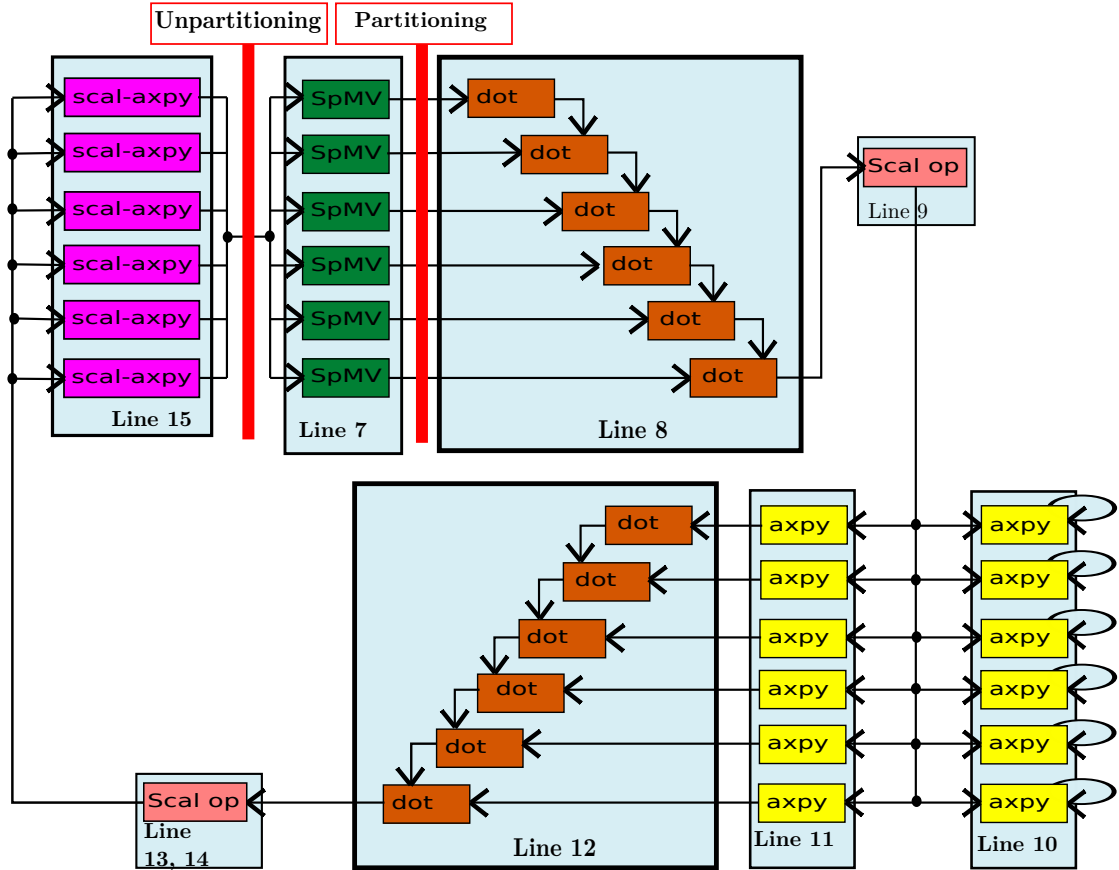 Unpartitioning
Partitioning
scal-axpy
scal-axpy
scal-axpy
scal-axpy
scal-axpy
scal-axpy
Line 15
SpMV
SpMV
SpMV
SpMV
SpMV
SpMV
Line 7
dot
dot
dot
dot
dot
dot
Line 8
Scal op
Line 9
axpy
axpy
axpy
axpy
axpy
axpy
Line 10
axpy
axpy
axpy
axpy
axpy
axpy
Line 11
dot
dot
dot
dot
dot
dot
Line 12
Scal op
Line
13, 14